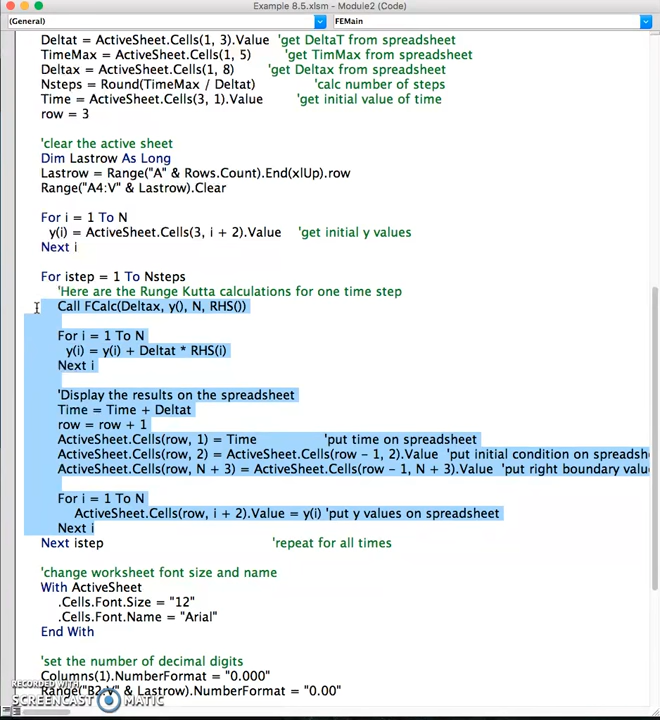 Example 8.5.xlsm - Module2 (Code)
(General) FEMain
Deltat = ActiveSheet.Cells(1, 3).Value 'get DeltaT from spreadsheet
TimeMax = ActiveSheet.Cells(1, 5) 'get TimMax from spreadsheet
Deltax = ActiveSheet.Cells(1, 8) 'get Deltax from spreadsheet
Nsteps = Round(TimeMax / Deltat) 'calc number of steps
Time = ActiveSheet.Cells(3, 1).Value 'get initial value of time
row = 3
'clear the active sheet
Dim Lastrow As Long
Lastrow = Range("A" & Rows.Count).End(xlUp).row
Range("A4:V" & Lastrow).Clear
For i = 1 To N
y(i) = ActiveSheet.Cells(3, i + 2).Value 'get initial y values
Next i
For istep = 1 To Nsteps
'Here are the Runge Kutta calculations for one time step
Call FCalc(Deltax, y(), N, RHS())
For i = 1 To N
y(i) = y(i) + Deltat * RHS(i)
Next i
'Display the results on the spreadsheet
Time = Time + Deltat
row = row + 1
ActiveSheet.Cells(row, 1) = Time 'put time on spreadsheet
ActiveSheet.Cells(row, 2) = ActiveSheet.Cells(row - 1, 2).Value 'put initial condition on spreadsh
ActiveSheet.Cells(row, N + 3) = ActiveSheet.Cells(row - 1, N + 3).Value 'put right boundary valu
For i = 1 To N
ActiveSheet.Cells(row, i + 2).Value = y(i) 'put y values on spreadsheet
Next i
Next istep 'repeat for all times
'change worksheet font size and name
With ActiveSheet
.Cells.Font.Size = "12"
.Cells.Font.Name = "Arial"
End With
'set the number of decimal digits
Columns(1).NumberFormat = "0.000"
Range("B2:V" & Lastrow).NumberFormat = "0.00"
RECORDED WITH
SCREENCAST MATIC